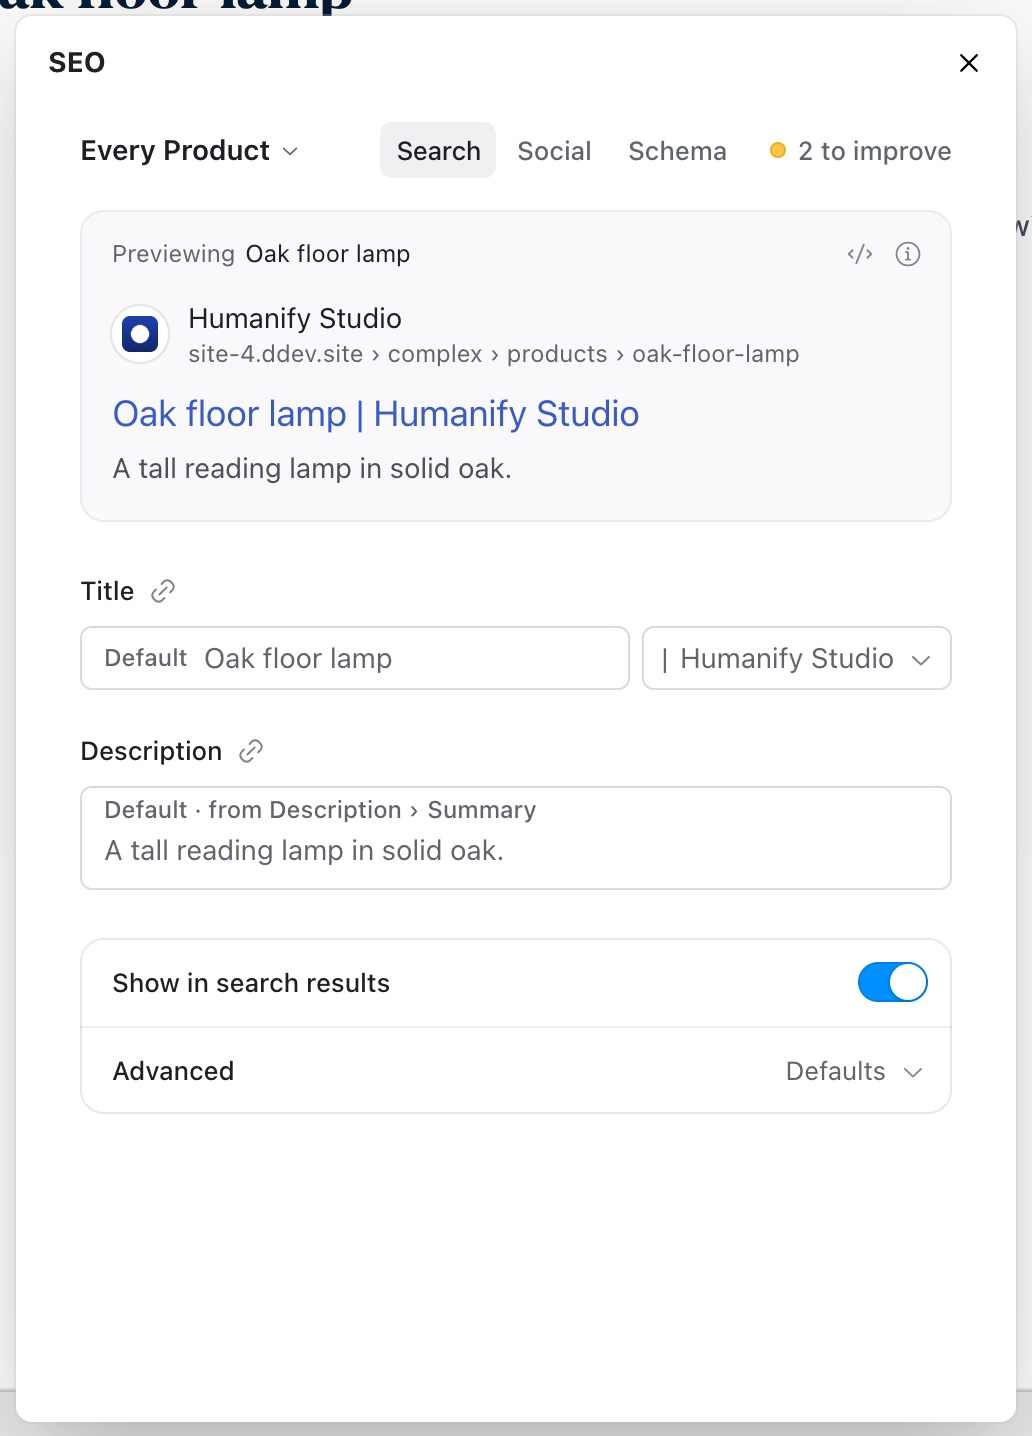 oak floor lamp
SEO
Every Product
Search
Social
Schema
2 to improve
Previewing Oak floor lamp
</>
Humanify Studio
site-4.ddev.site › complex › products › oak-floor-lamp
Oak floor lamp | Humanify Studio
A tall reading lamp in solid oak.
Title
Default Oak floor lamp
| Humanify Studio
Description
Default · from Description › Summary
A tall reading lamp in solid oak.
Show in search results
Advanced
Defaults